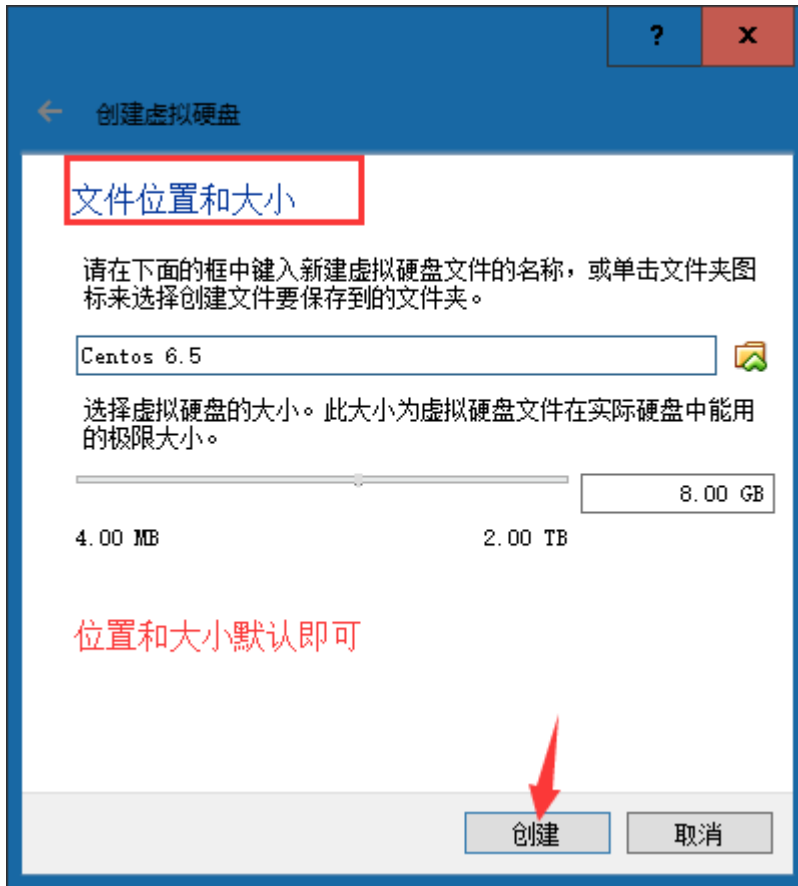 ?
x
创建虚拟硬盘
文件位置和大小
请在下面的框中键入新建虚拟硬盘文件的名称，或单击文件夹图
标来选择创建文件要保存到的文件夹。
Centos 6.5
选择虚拟硬盘的大小。此大小为虚拟硬盘文件在实际硬盘中能用
的极限大小。
8.00 GB
4.00 MB
2.00 TB
位置和大小默认即可
创建
取消